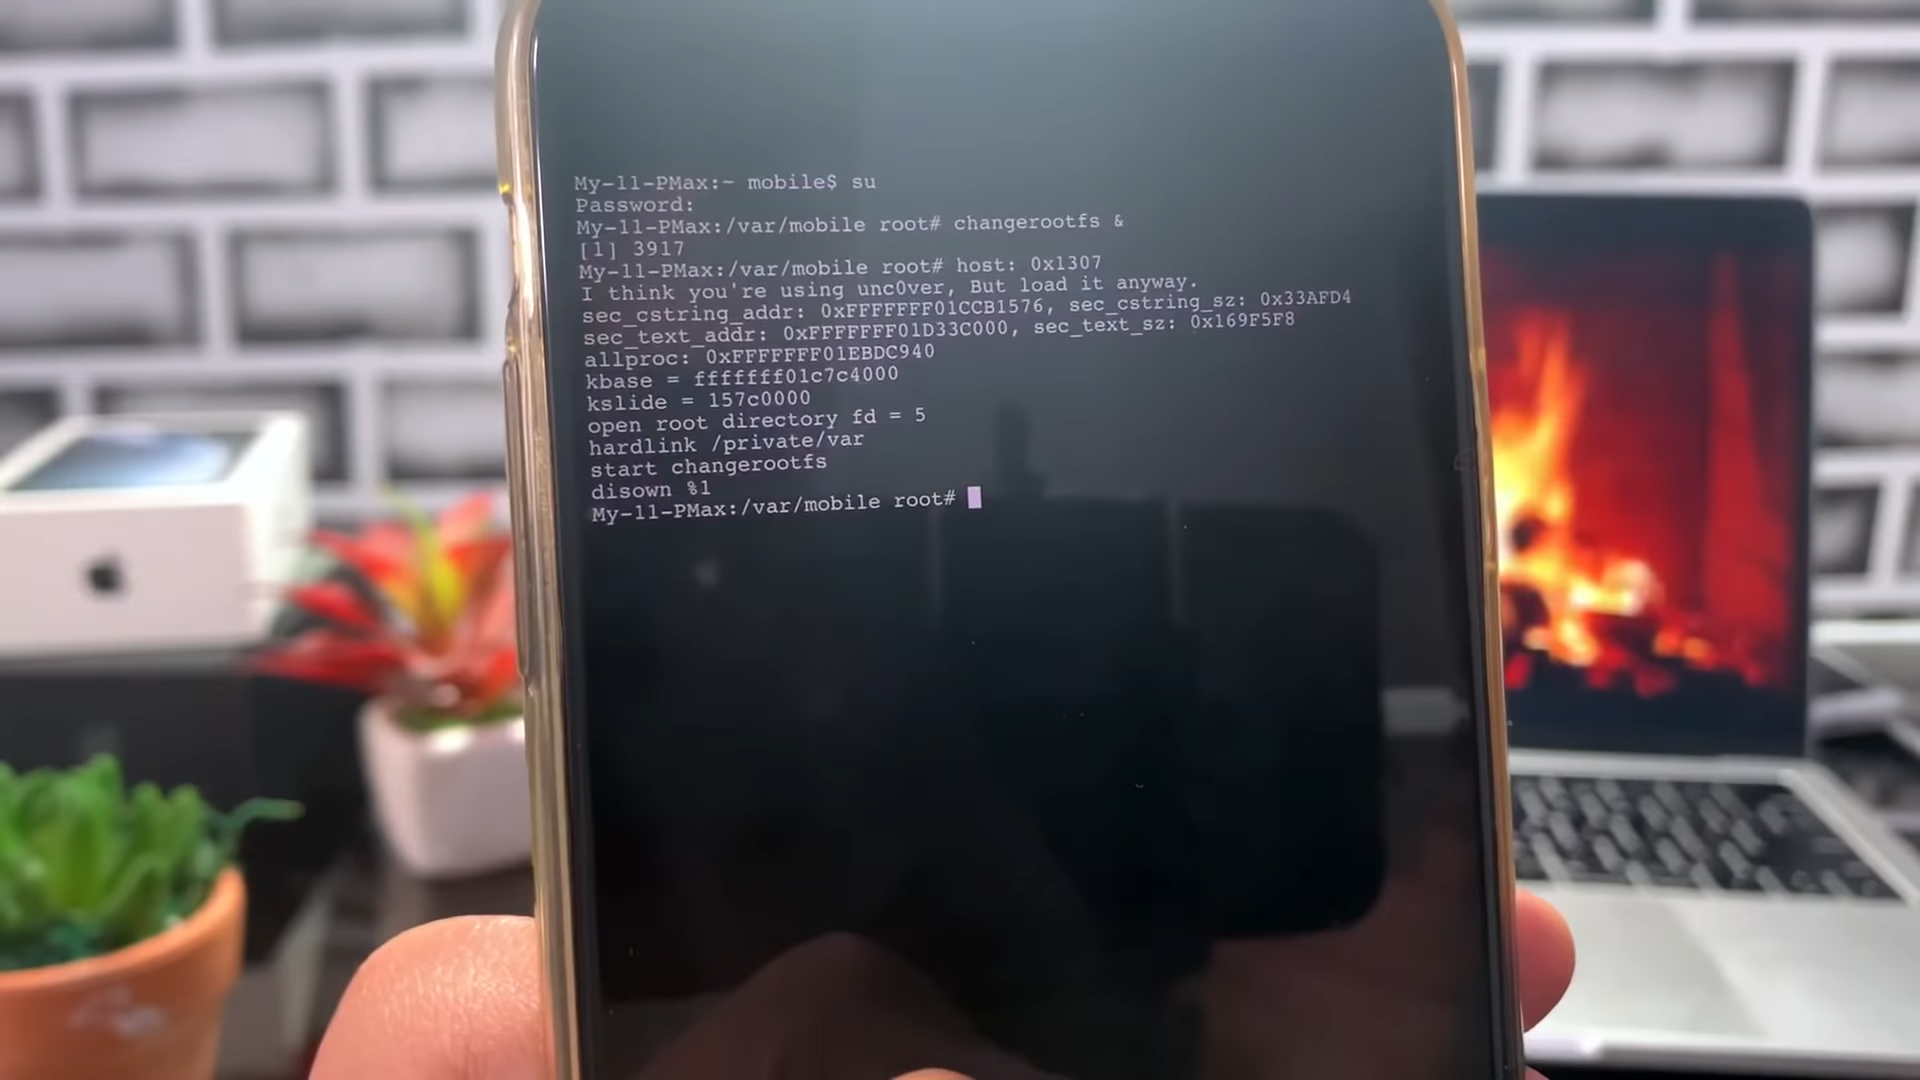 My-11-PMax:~ mobile$ su
Password:
My-11-PMax:/var/mobile root# changerootfs &
[1] 3917
My-11-PMax:/var/mobile root# host: 0x1307
I think you're using unc0ver, But load it anyway.
sec_cstring_addr: 0xFFFFFFF01CCB1576, sec_cstring_sz: 0x33AFD4
sec_text_addr: 0xFFFFFFF01D33C000, sec_text_sz: 0x169F5F8
allproc: 0xFFFFFFF01EBDC940
kbase = fffffff01c7c4000
kslide = 157c0000
open root directory fd = 5
hardlink /private/var
start changerootfs
disown %1
My-11-PMax:/var/mobile root#